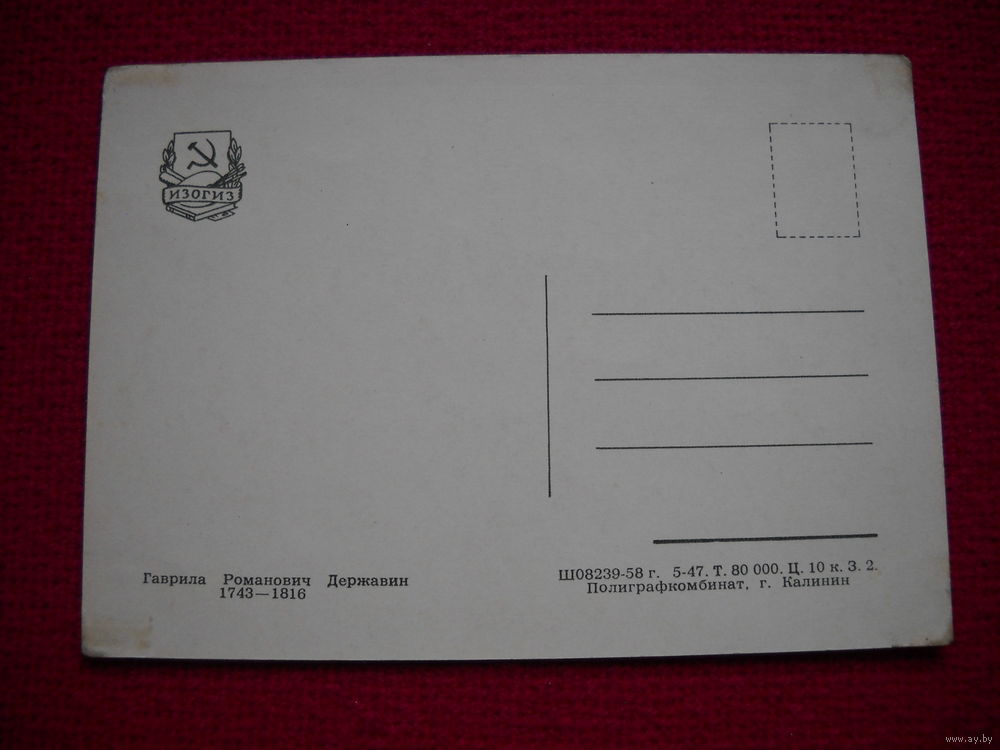 ИЗОГИЗ
Гаврила Романович Державин
1743—1816
Ш08239-58 г. 5-47. Т. 80 000. Ц. 10 к. З. 2.
Полиграфкомбинат, г. Калинин
www.ay.by